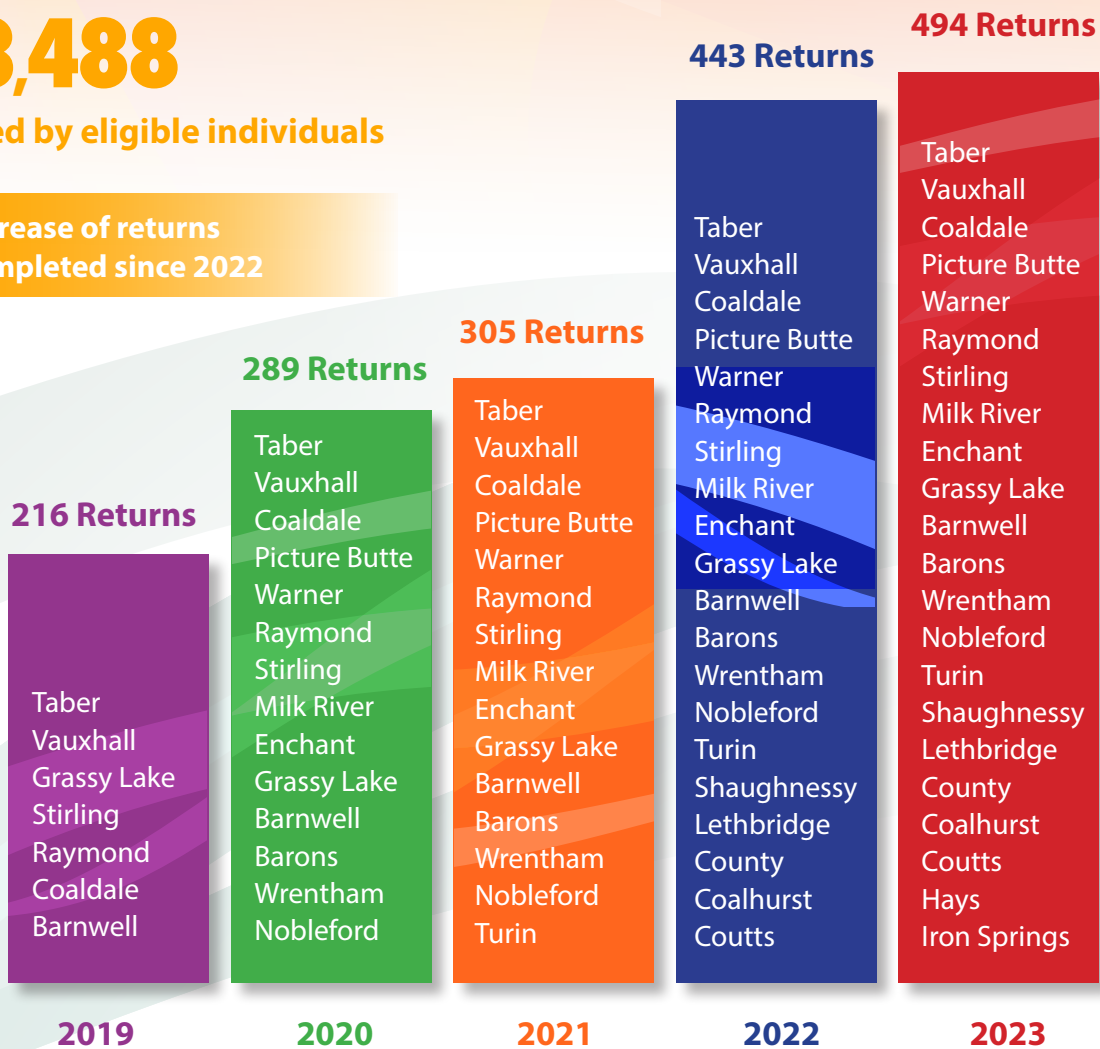 ,488
ed by eligible individuals
rease of returns
mpleted since 2022
216 Returns
Taber
Vauxhall
Grassy Lake
Stirling
Raymond
Coaldale
Barnwell
2019
289 Returns
Taber
Vauxhall
Coaldale
Picture Butte
Warner
Raymond
Stirling
Milk River
Enchant
Grassy Lake
Barnwell
Barons
Wrentham
Nobleford
2020
305 Returns
Taber
Vauxhall
Coaldale
Picture Butte
Warner
Raymond
Stirling
Milk River
Enchant
Grassy Lake
Barnwell
Barons
Wrentham
Nobleford
Turin
2021
443 Returns
Taber
Vauxhall
Coaldale
Picture Butte
Warner
Raymond
Stirling
Milk River
Enchant
Grassy Lake
Barnwell
Barons
Wrentham
Nobleford
Turin
Shaughnessy
Lethbridge
County
Coalhurst
Coutts
2022
494 Returns
Taber
Vauxhall
Coaldale
Picture Butte
Warner
Raymond
Stirling
Milk River
Enchant
Grassy Lake
Barnwell
Barons
Wrentham
Nobleford
Turin
Shaughnessy
Lethbridge
County
Coalhurst
Coutts
Hays
Iron Springs
2023